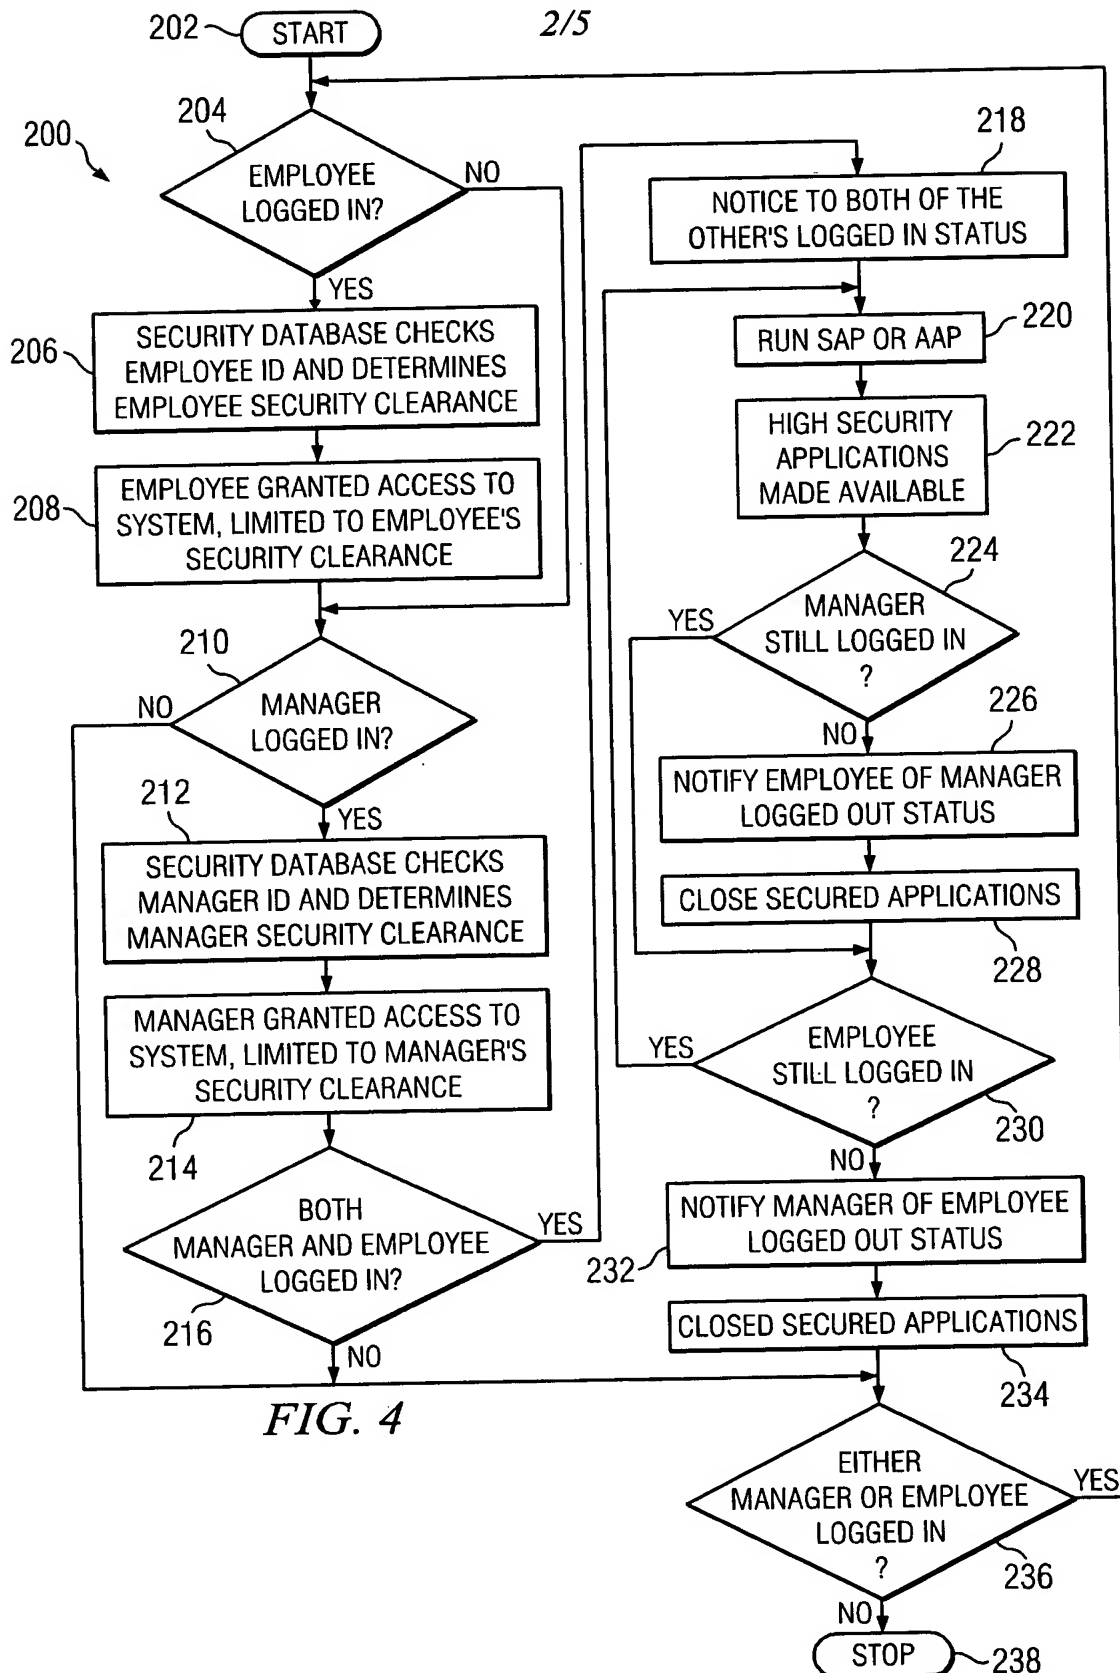 2/5
202
START
200
204
EMPLOYEE
LOGGED IN?
NO
YES
206
SECURITY DATABASE CHECKS
EMPLOYEE ID AND DETERMINES
EMPLOYEE SECURITY CLEARANCE
208
EMPLOYEE GRANTED ACCESS TO
SYSTEM, LIMITED TO EMPLOYEE'S
SECURITY CLEARANCE
210
NO
MANAGER
LOGGED IN?
212
YES
SECURITY DATABASE CHECKS
MANAGER ID AND DETERMINES
MANAGER SECURITY CLEARANCE
MANAGER GRANTED ACCESS TO
SYSTEM, LIMITED TO MANAGER'S
SECURITY CLEARANCE
214
BOTH
MANAGER AND EMPLOYEE
LOGGED IN?
YES
216
NO
FIG. 4
218
NOTICE TO BOTH OF THE
OTHER'S LOGGED IN STATUS
220
RUN SAP OR AAP
HIGH SECURITY
APPLICATIONS
MADE AVAILABLE
222
224
YES
MANAGER
STILL LOGGED IN
?
NO
226
NOTIFY EMPLOYEE OF MANAGER
LOGGED OUT STATUS
CLOSE SECURED APPLICATIONS
228
YES
EMPLOYEE
STILL LOGGED IN
?
230
NO
NOTIFY MANAGER OF EMPLOYEE
LOGGED OUT STATUS
232
CLOSED SECURED APPLICATIONS
234
EITHER
MANAGER OR EMPLOYEE
LOGGED IN
?
YES
236
NO
STOP
238